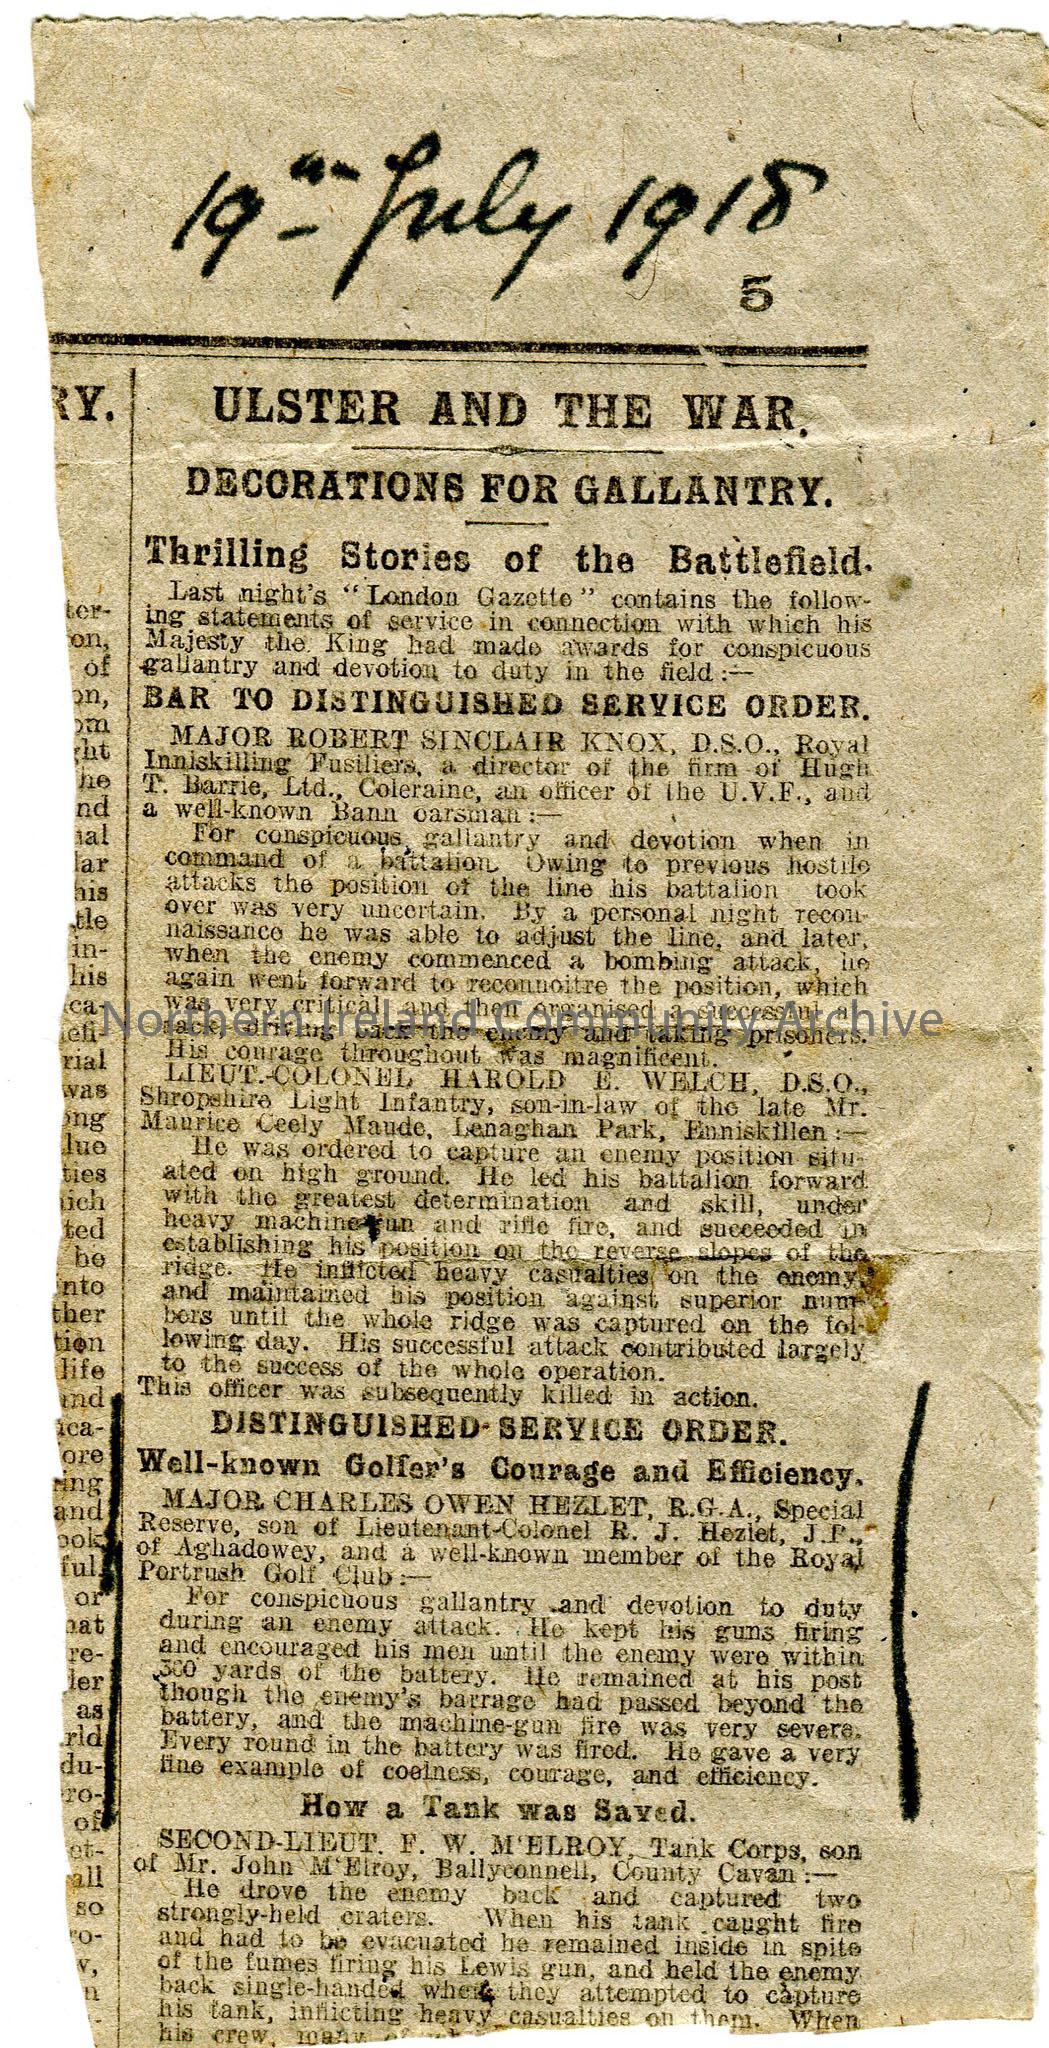 19th July 1918
5
RY.
ULSTER AND THE WAR.
DECORATIONS FOR GALLANTRY.
Thrilling Stories of the Battlefield.
Last night's "London Gazette" contains the follow-
ing statements of service in connection with which his
Majesty the King had made awards for conspicuous
gallantry and devotion to duty in the field :—
BAR TO DISTINGUISHED SERVICE ORDER.
MAJOR ROBERT SINCLAIR KNOX, D.S.O., Royal
Inniskilling Fusiliers, a director of the firm of Hugh
T. Barrie, Ltd., Coleraine, an officer of the U.V.F., and
a well-known Bann oarsman :—
For conspicuous gallantry and devotion when in
command of a battalion. Owing to previous hostile
attacks the position of the line his battalion took
over was very uncertain. By a personal night recon-
naissance he was able to adjust the line, and later,
when the enemy commenced a bombing attack, he
again went forward to reconnoitre the position, which
was very critical and then organised a successful at-
tack, driving back the enemy and taking prisoners.
His courage throughout was magnificent.
LIEUT.-COLONEL HAROLD E. WELCH, D.S.O.,
Shropshire Light Infantry, son-in-law of the late Mr.
Maurice Ceely Maude, Lenaghan Park, Enniskillen :—
He was ordered to capture an enemy position situ-
ated on high ground. He led his battalion forward
with the greatest determination and skill, under
heavy machine-gun and rifle fire, and succeeded in
establishing his position on the reverse slopes of the
ridge. He inflicted heavy casualties on the enemy,
and maintained his position against superior num-
bers until the whole ridge was captured on the fol-
lowing day. His successful attack contributed largely
to the success of the whole operation.
This officer was subsequently killed in action.
DISTINGUISHED SERVICE ORDER.
Well-known Golfer's Courage and Efficiency.
MAJOR CHARLES OWEN HEZLET, R.G.A., Special
Reserve, son of Lieutenant-Colonel R. J. Hezlet, J.P.,
of Aghadowey, and a well-known member of the Royal
Portrush Golf Club :—
For conspicuous gallantry and devotion to duty
during an enemy attack. He kept his guns firing
and encouraged his men until the enemy were within
300 yards of the battery. He remained at his post
though the enemy's barrage had passed beyond the
battery, and the machine-gun fire was very severe.
Every round in the battery was fired. He gave a very
fine example of coolness, courage, and efficiency.
How a Tank was Saved.
SECOND-LIEUT. F. W. M'ELROY, Tank Corps, son
of Mr. John M'Elroy, Ballyconnell, County Cavan :—
He drove the enemy back and captured two
strongly-held craters. When his tank caught fire
and had to be evacuated he remained inside in spite
of the fumes firing his Lewis gun, and held the enemy
back single-handed when they attempted to capture
his tank, inflicting heavy casualties on them. When
his crew, many of
Northern Ireland Community Archive